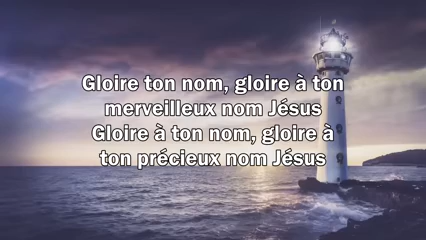 Gloire ton nom, gloire à ton
merveilleux nom Jésus
Gloire à ton nom, gloire à
ton précieux nom Jésus